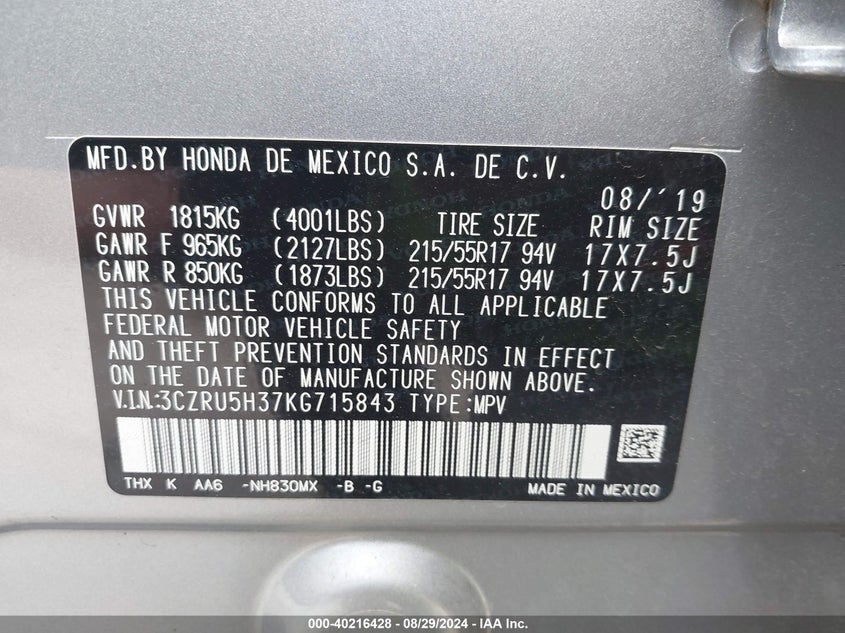 MFD.BY HONDA DE MEXICO S.A. DE C.V.
08/'19
GVWR 1815KG (4001LBS) TIRE SIZE RIM SIZE
GAWR F 965KG (2127LBS) 215/55R17 94V 17X7.5J
GAWR R 850KG (1873LBS) 215/55R17 94V 17X7.5J
THIS VEHICLE CONFORMS TO ALL APPLICABLE
FEDERAL MOTOR VEHICLE SAFETY
AND THEFT PREVENTION STANDARDS IN EFFECT
ON THE DATE OF MANUFACTURE SHOWN ABOVE.
V.I.N.:3CZRU5H37KG715843 TYPE:MPV
THX K AA6 -NH830MX -B -G MADE IN MEXICO
000-40216428 - 08/29/2024 - IAA Inc.